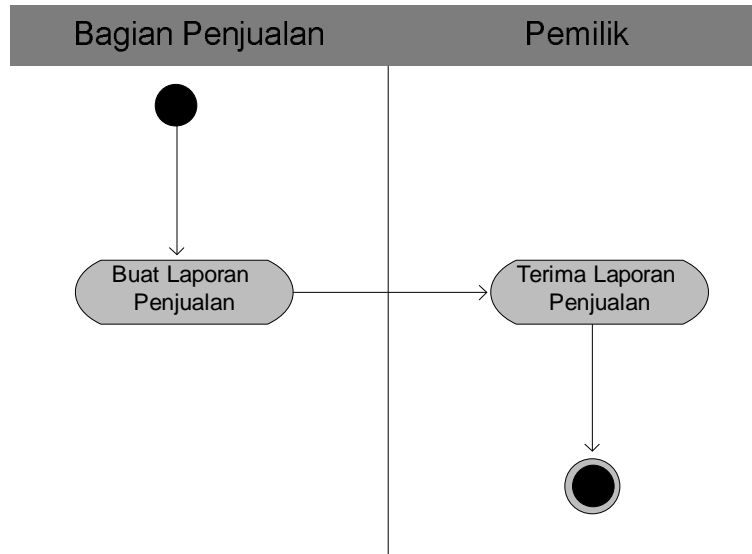 Bagian Penjualan
Pemilik
Buat Laporan
Penjualan
Terima Laporan
Penjualan